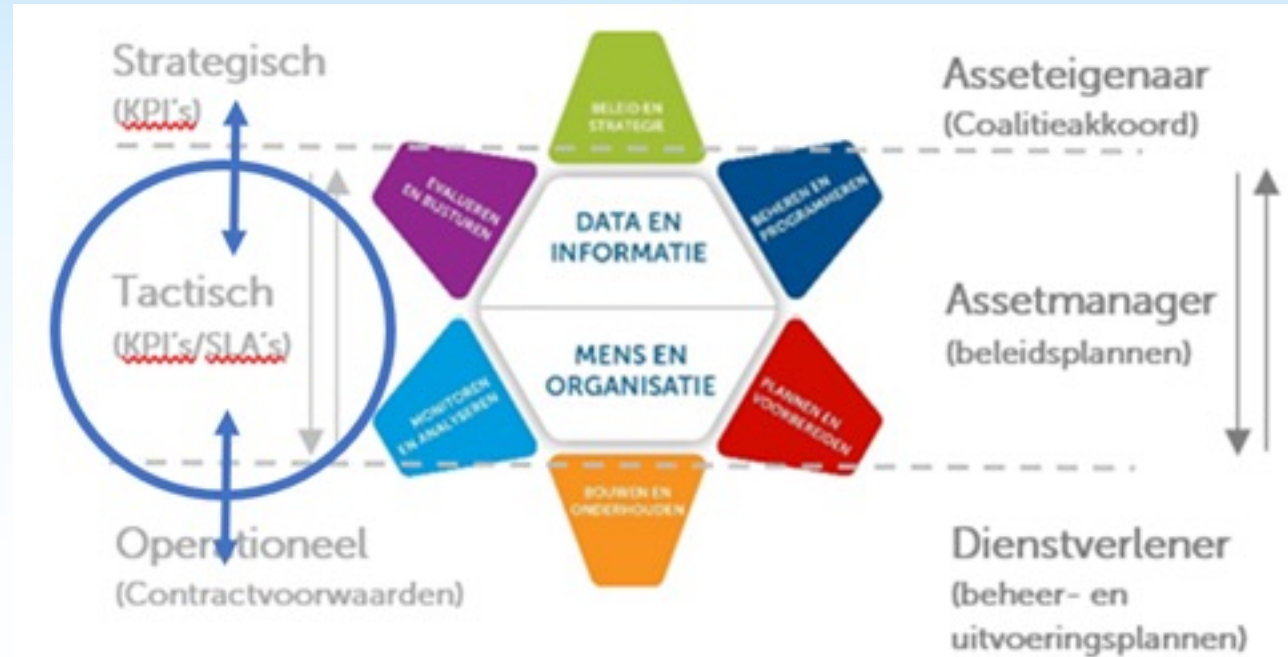 Strategisch
(KPI's)
Tactisch
(KPI's/SLA's)
Operationeel
(Contractvoorwaarden)
BELEID EN
STRATEGIE
EVALUEREN
EN BIJSTUREN
BEHEREN EN
PROGRAMMEREN
DATA EN
INFORMATIE
MENS EN
ORGANISATIE
MONITOREN
EN ANALYSEREN
PLANNEN EN
VOORBEREIDEN
BOUWEN EN
ONDERHOUDEN
Asseteigenaar
(Coalitieakkoord)
Assetmanager
(beleidsplannen)
Dienstverlener
(beheer- en
uitvoeringsplannen)